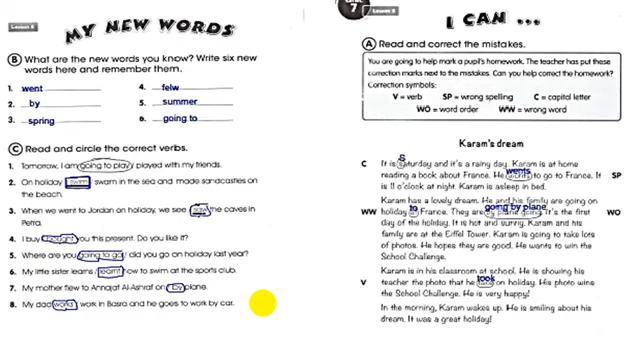 Lesson 8
MY NEW WORDS
B What are the new words you know? Write six new
words here and remember them.
1. went
4. felw
2. by
5. summer
3. spring
6. going to
C Read and circle the correct verbs.
1. Tomorrow, I am going to play / played with my friends.
2. On holiday I swim / swam in the sea and made sandcastles on
the beach.
3. When we went to Jordan on holiday, we see / saw the caves in
Petra.
4. I buy / bought you this present. Do you like it?
5. Where are you going to go / did you go on holiday last year?
6. My little sister learns / learnt how to swim at the sports club.
7. My mother flew to Annajaf Al-Ashraf on / by plane.
8. My dad works / work in Basra and he goes to work by car.
7
Lesson 8
I CAN ...
A Read and correct the mistakes.
You are going to help mark a pupil's homework. The teacher has put these
correction marks next to the mistakes. Can you help correct the homework?
Correction symbols:
V = verb SP = wrong spelling C = capital letter
WO = word order WW = wrong word
Karam's dream
S
C It is saturday and it's a rainy day. Karam is at home
wents
reading a book about France. He wonts to go to France. It SP
is 11 o'clock at night. Karam is asleep in bed.
Karam has a lovely dream. He and his family are going on
to going by plane
WW holiday in France. They are by plane going. It's the first WO
day of the holiday. It is hot and sunny. Karam and his
family are at the Eiffel Tower. Karam is going to take lots
of photos. He hopes they are good. He wants to win the
School Challenge.
Karam is in his classroom at school. He is showing his
took
V teacher the photo that he take on holiday. His photo wins
the School Challenge. He is very happy!
In the morning, Karam wakes up. He is smiling about his
dream. It was a great holiday!